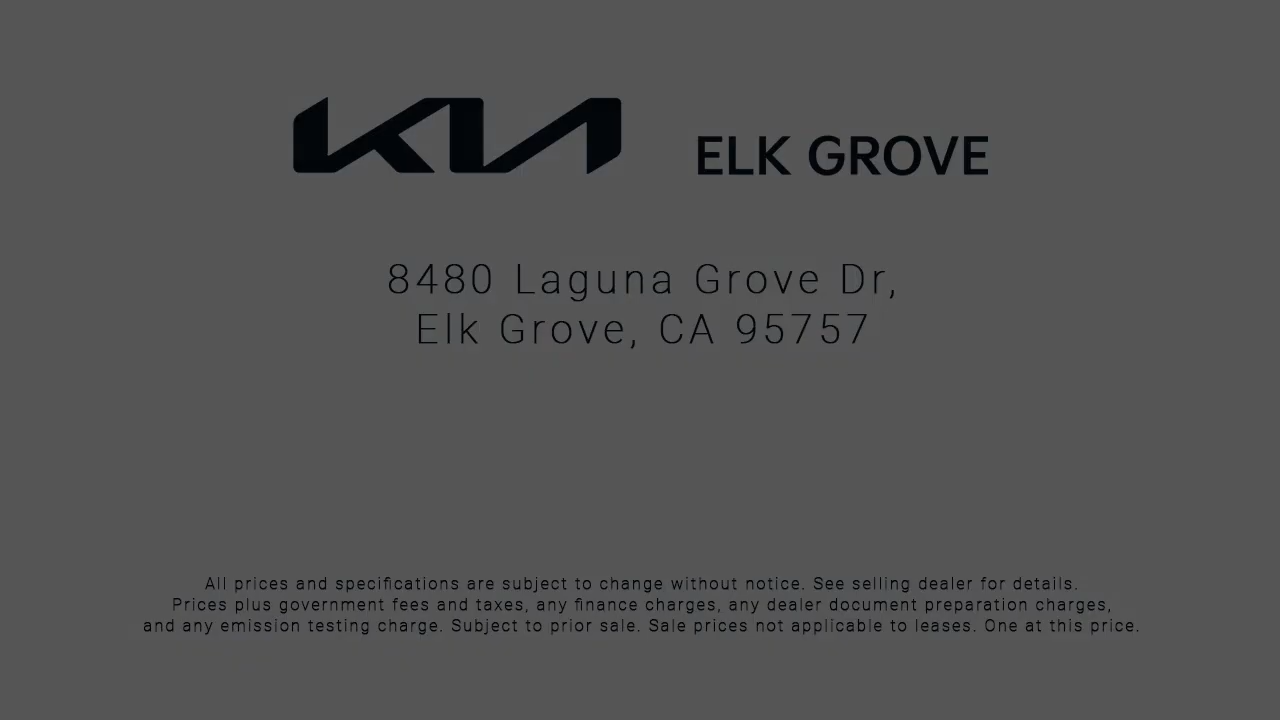 KIA ELK GROVE
8480 Laguna Grove Dr,
Elk Grove, CA 95757
All prices and specifications are subject to change without notice. See selling dealer for details.
Prices plus government fees and taxes, any finance charges, any dealer document preparation charges,
and any emission testing charge. Subject to prior sale. Sale prices not applicable to leases. One at this price.